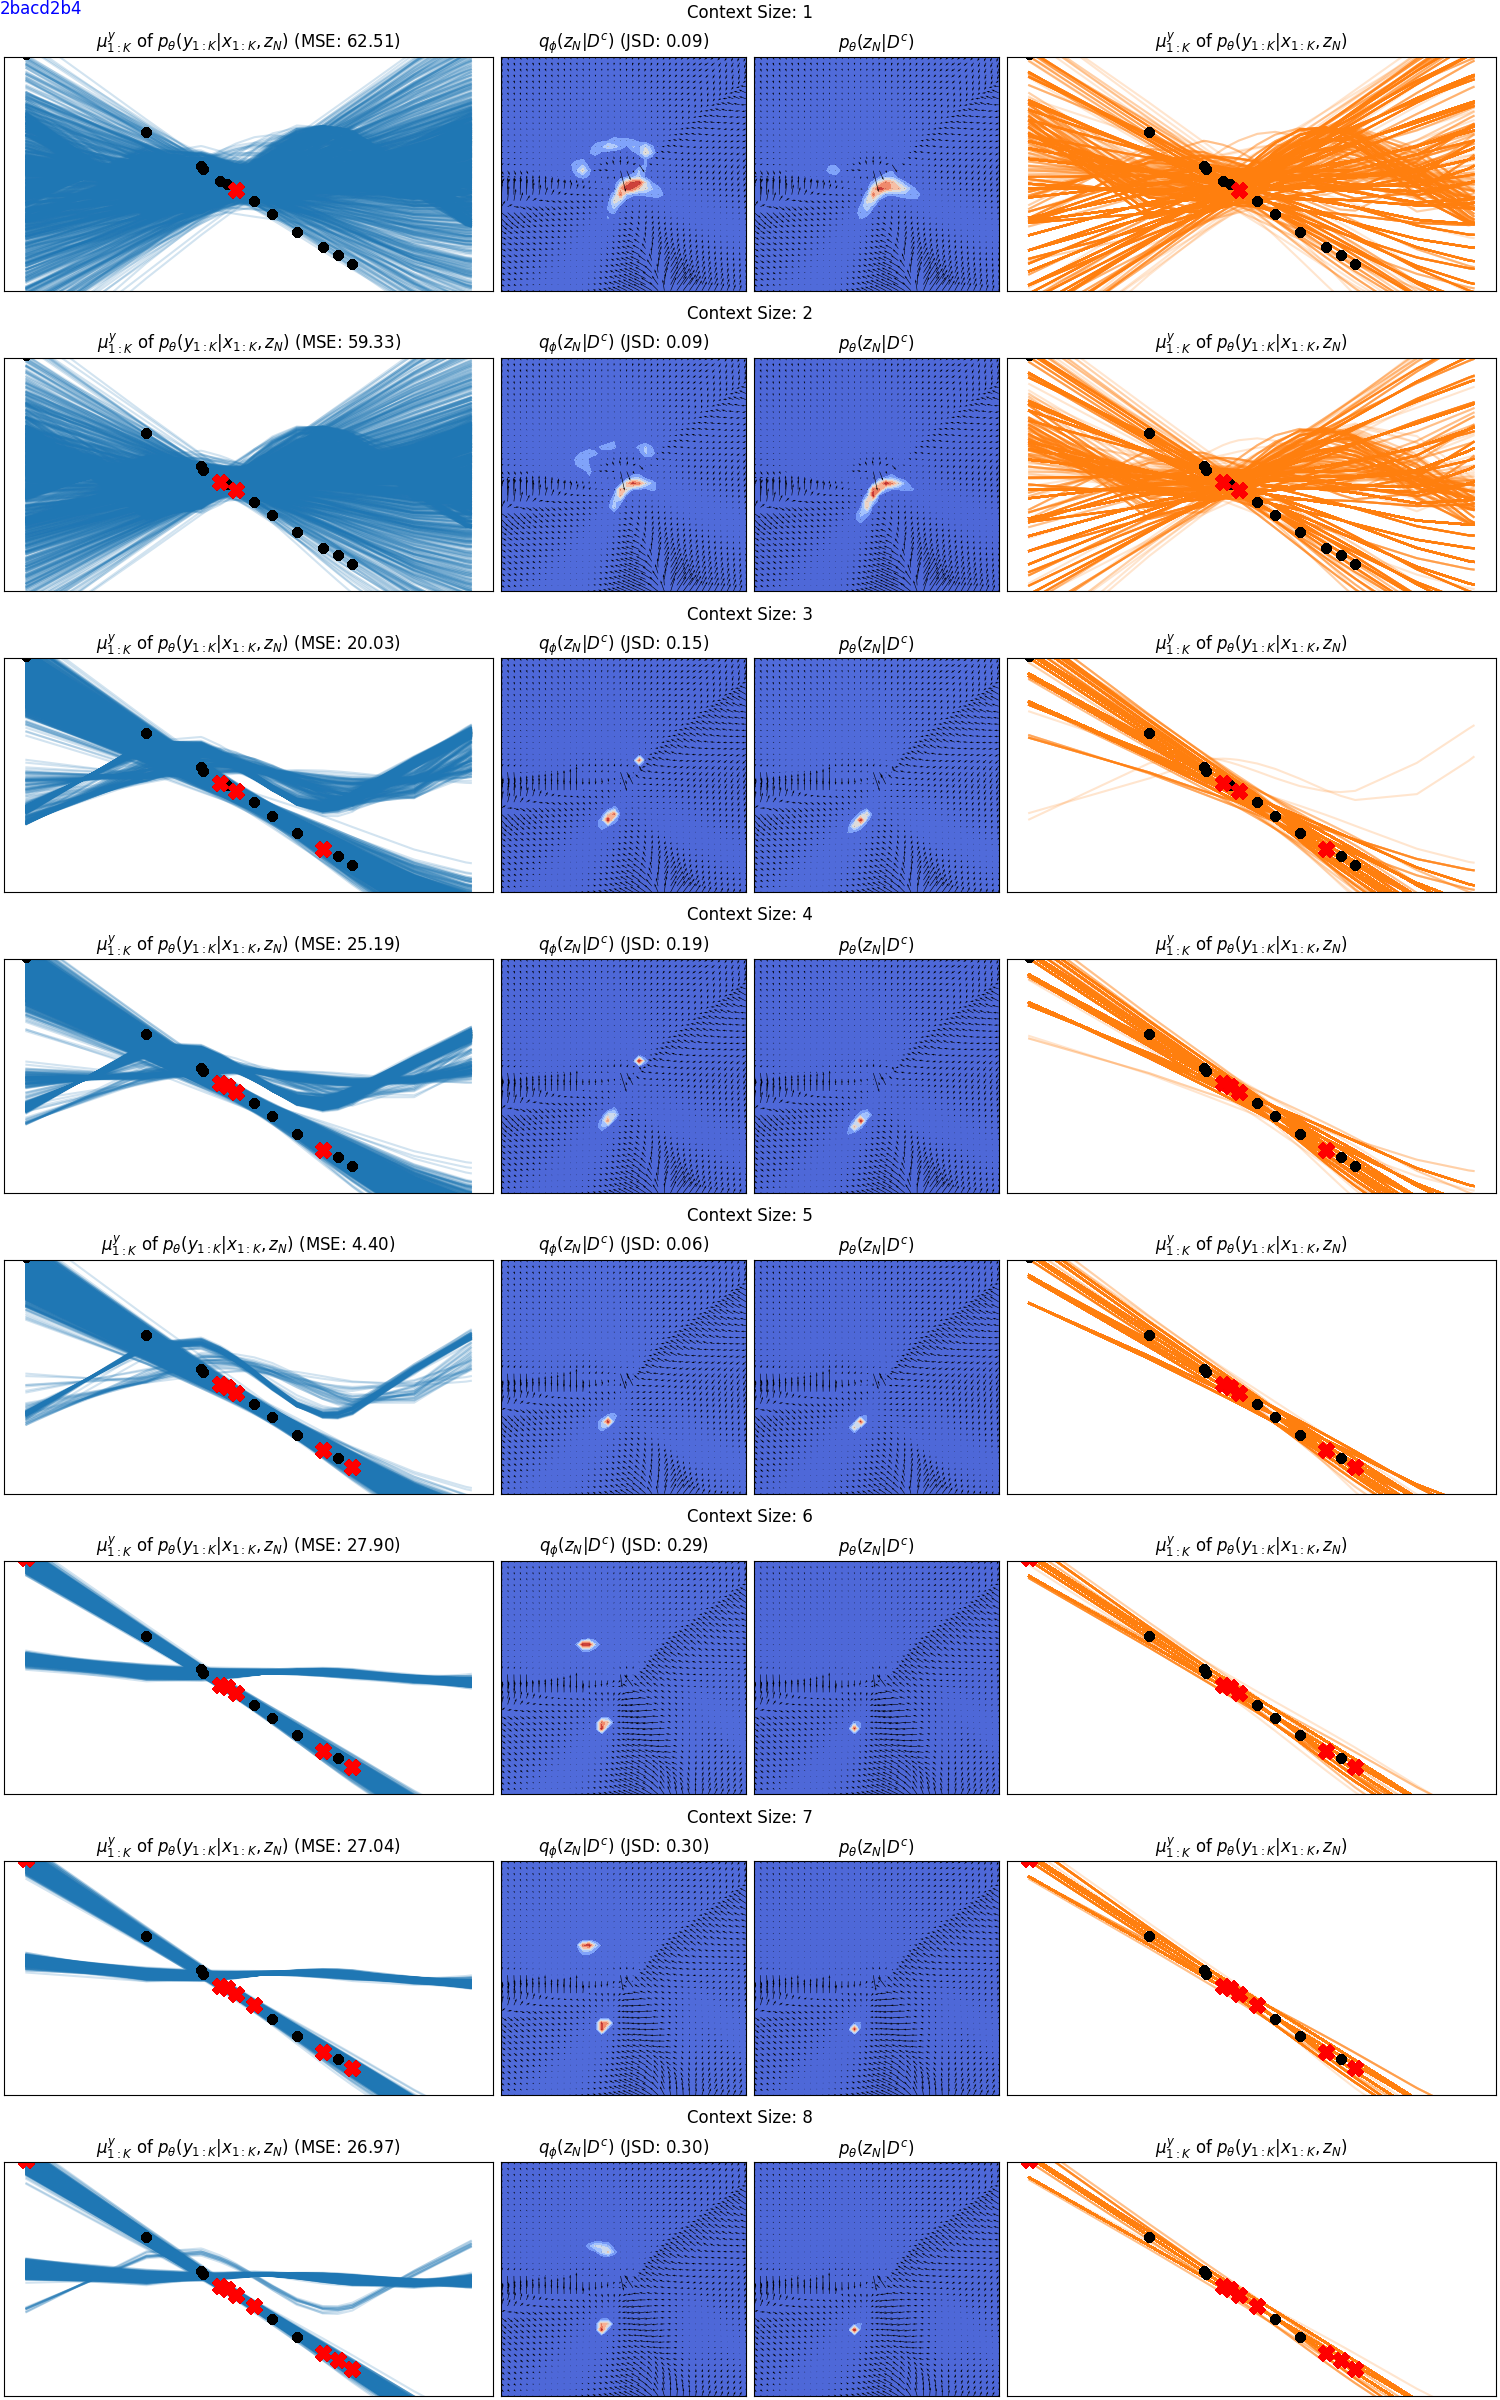 2bacd2b4
Context Size: 1
μ^y_{1:K} of p_θ(y_{1:K}|x_{1:K}, z_N) (MSE: 62.51) q_ϕ(z_N|D^c) (JSD: 0.09) p_θ(z_N|D^c) μ^y_{1:K} of p_θ(y_{1:K}|x_{1:K}, z_N)
Context Size: 2
μ^y_{1:K} of p_θ(y_{1:K}|x_{1:K}, z_N) (MSE: 59.33) q_ϕ(z_N|D^c) (JSD: 0.09) p_θ(z_N|D^c) μ^y_{1:K} of p_θ(y_{1:K}|x_{1:K}, z_N)
Context Size: 3
μ^y_{1:K} of p_θ(y_{1:K}|x_{1:K}, z_N) (MSE: 20.03) q_ϕ(z_N|D^c) (JSD: 0.15) p_θ(z_N|D^c) μ^y_{1:K} of p_θ(y_{1:K}|x_{1:K}, z_N)
Context Size: 4
μ^y_{1:K} of p_θ(y_{1:K}|x_{1:K}, z_N) (MSE: 25.19) q_ϕ(z_N|D^c) (JSD: 0.19) p_θ(z_N|D^c) μ^y_{1:K} of p_θ(y_{1:K}|x_{1:K}, z_N)
Context Size: 5
μ^y_{1:K} of p_θ(y_{1:K}|x_{1:K}, z_N) (MSE: 4.40) q_ϕ(z_N|D^c) (JSD: 0.06) p_θ(z_N|D^c) μ^y_{1:K} of p_θ(y_{1:K}|x_{1:K}, z_N)
Context Size: 6
μ^y_{1:K} of p_θ(y_{1:K}|x_{1:K}, z_N) (MSE: 27.90) q_ϕ(z_N|D^c) (JSD: 0.29) p_θ(z_N|D^c) μ^y_{1:K} of p_θ(y_{1:K}|x_{1:K}, z_N)
Context Size: 7
μ^y_{1:K} of p_θ(y_{1:K}|x_{1:K}, z_N) (MSE: 27.04) q_ϕ(z_N|D^c) (JSD: 0.30) p_θ(z_N|D^c) μ^y_{1:K} of p_θ(y_{1:K}|x_{1:K}, z_N)
Context Size: 8
μ^y_{1:K} of p_θ(y_{1:K}|x_{1:K}, z_N) (MSE: 26.97) q_ϕ(z_N|D^c) (JSD: 0.30) p_θ(z_N|D^c) μ^y_{1:K} of p_θ(y_{1:K}|x_{1:K}, z_N)